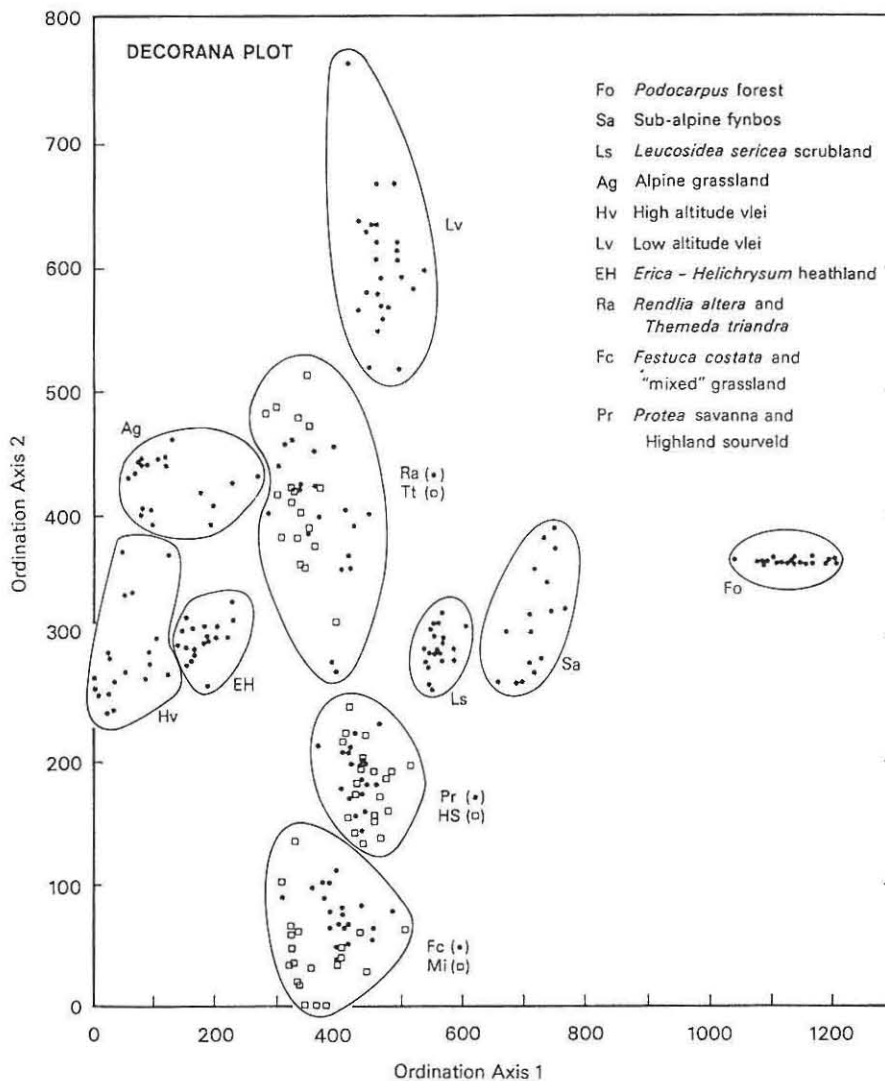 DECORANA PLOT
Fo Podocarpus forest
Sa Sub-alpine fynbos
Ls Leucosidea sericea scrubland
Ag Alpine grassland
Hv High altitude vlei
Lv Low altitude vlei
EH Erica – Helichrysum heathland
Ra Rendlia altera and
Themeda triandra
Fc Festuca costata and
"mixed" grassland
Pr Protea savanna and
Highland sourveld
800
700
600
500
400
300
200
100
0
Ordination Axis 2
Lv
Ag
Ra (•)
Tt (□)
Fo
Hv
EH
Ls
Sa
Pr (•)
HS (□)
Fc (•)
Mi (□)
0 200 400 600 800 1000 1200
Ordination Axis 1